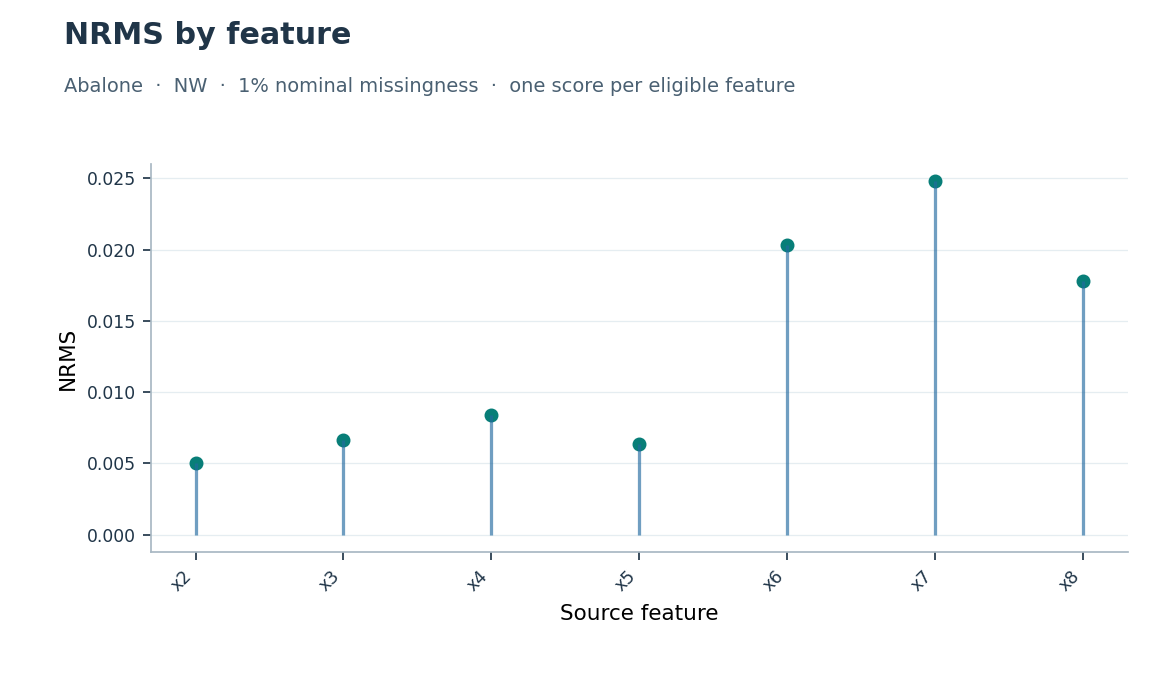 NRMS by feature
Abalone · NW · 1% nominal missingness · one score per eligible feature
0.025
0.020
0.015
0.010
0.005
0.000
NRMS
x2 x3 x4 x5 x6 x7 x8
Source feature